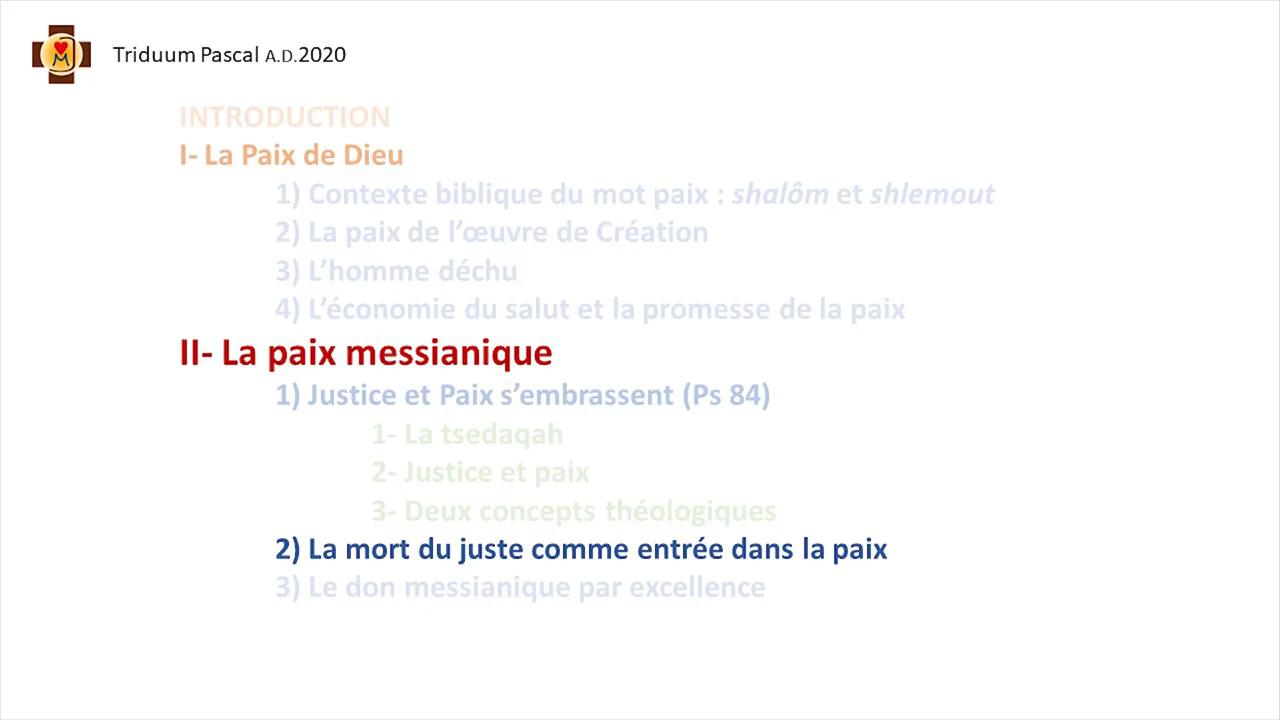 Triduum Pascal A.D.2020
INTRODUCTION
I- La Paix de Dieu
1) Contexte biblique du mot paix : shalôm et shlemout
2) La paix de l’œuvre de Création
3) L’homme déchu
4) L’économie du salut et la promesse de la paix
II- La paix messianique
1) Justice et Paix s’embrassent (Ps 84)
1- La tsedaqah
2- Justice et paix
3- Deux concepts théologiques
2) La mort du juste comme entrée dans la paix
3) Le don messianique par excellence